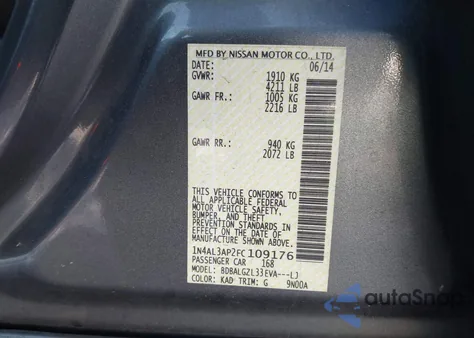 MFD BY NISSAN MOTOR CO., LTD.
DATE: 06/14
GVWR: 1910 KG
4211 LB
GAWR FR.: 1005 KG
2216 LB
GAWR RR.: 940 KG
2072 LB
THIS VEHICLE CONFORMS TO
ALL APPLICABLE FEDERAL
MOTOR VEHICLE SAFETY,
BUMPER, AND THEFT
PREVENTION STANDARDS IN
EFFECT ON THE DATE OF
MANUFACTURE SHOWN ABOVE.
1N4AL3AP2FC109176
PASSENGER CAR 168
MODEL: BDBALGZL33EVA---LJ
COLOR: KAD TRIM: G 9N00A
autoSnap